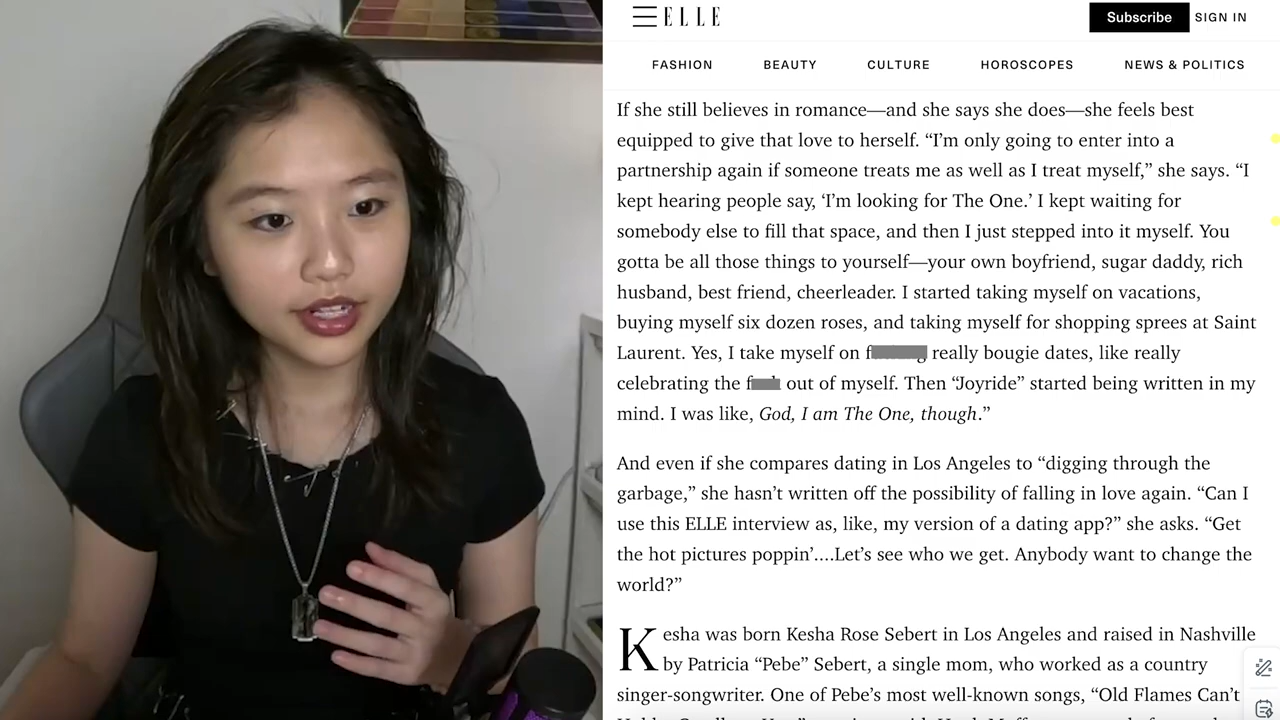 ELLE
Subscribe SIGN IN
FASHION BEAUTY CULTURE HOROSCOPES NEWS & POLITICS
If she still believes in romance—and she says she does—she feels best
equipped to give that love to herself. “I’m only going to enter into a
partnership again if someone treats me as well as I treat myself,” she says. “I
kept hearing people say, ‘I’m looking for The One.’ I kept waiting for
somebody else to fill that space, and then I just stepped into it myself. You
gotta be all those things to yourself—your own boyfriend, sugar daddy, rich
husband, best friend, cheerleader. I started taking myself on vacations,
buying myself six dozen roses, and taking myself for shopping sprees at Saint
Laurent. Yes, I take myself on really bougie dates, like really
celebrating the out of myself. Then “Joyride” started being written in my
mind. I was like, God, I am The One, though.”
And even if she compares dating in Los Angeles to “digging through the
garbage,” she hasn’t written off the possibility of falling in love again. “Can I
use this ELLE interview as, like, my version of a dating app?” she asks. “Get
the hot pictures poppin’....Let’s see who we get. Anybody want to change the
world?”
Kesha was born Kesha Rose Sebert in Los Angeles and raised in Nashville
by Patricia “Pebe” Sebert, a single mom, who worked as a country
singer-songwriter. One of Pebe’s most well-known songs, “Old Flames Can’t